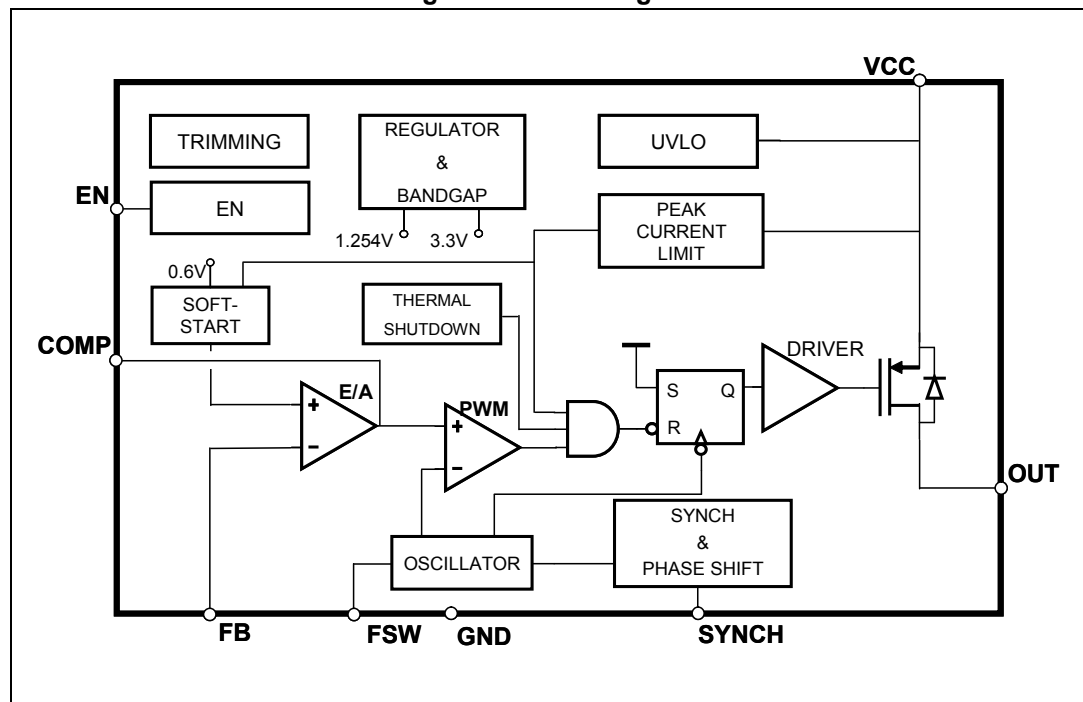 VCC
TRIMMING
REGULATOR
&
BANDGAP
UVLO
EN
EN
PEAK
CURRENT
LIMIT
1.254V
3.3V
0.6V
SOFT-
START
THERMAL
SHUTDOWN
COMP
DRIVER
E/A
PWM
+
−
+
−
S
Q
R
OUT
OSCILLATOR
SYNCH
&
PHASE SHIFT
FB
FSW
GND
SYNCH